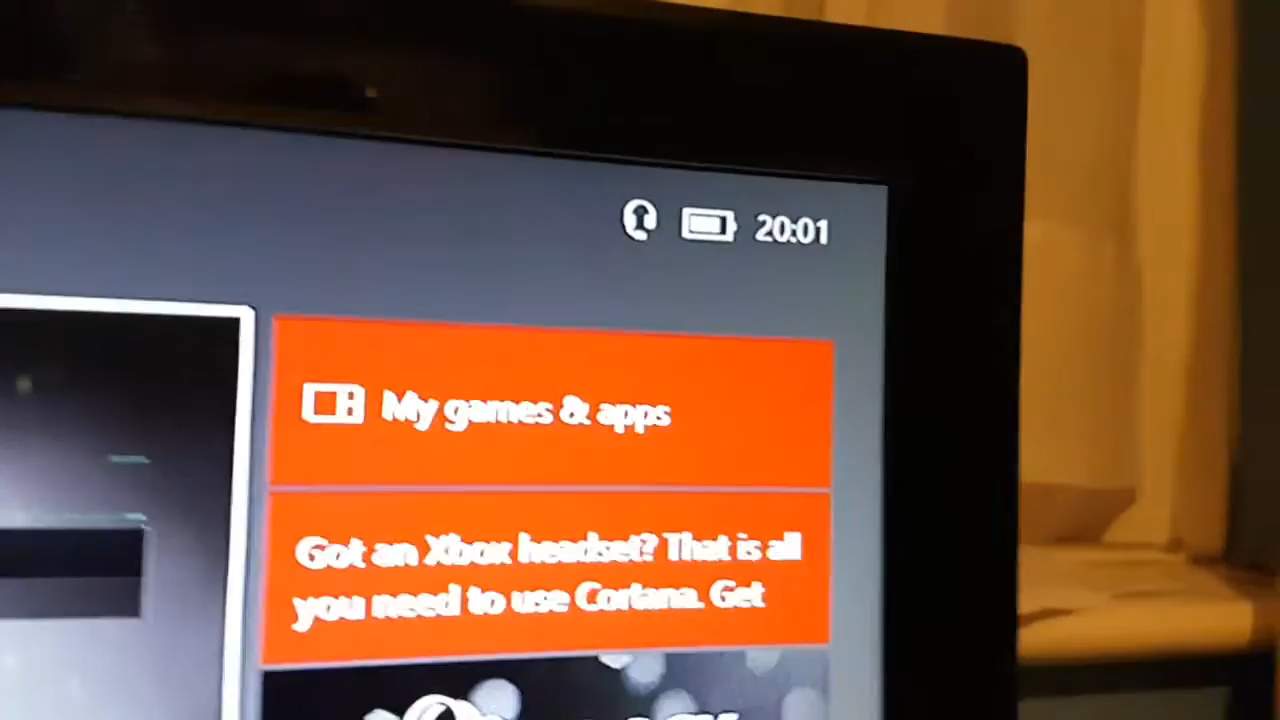 20:01
My games & apps
Got an Xbox headset? That is all
you need to use Cortana. Get